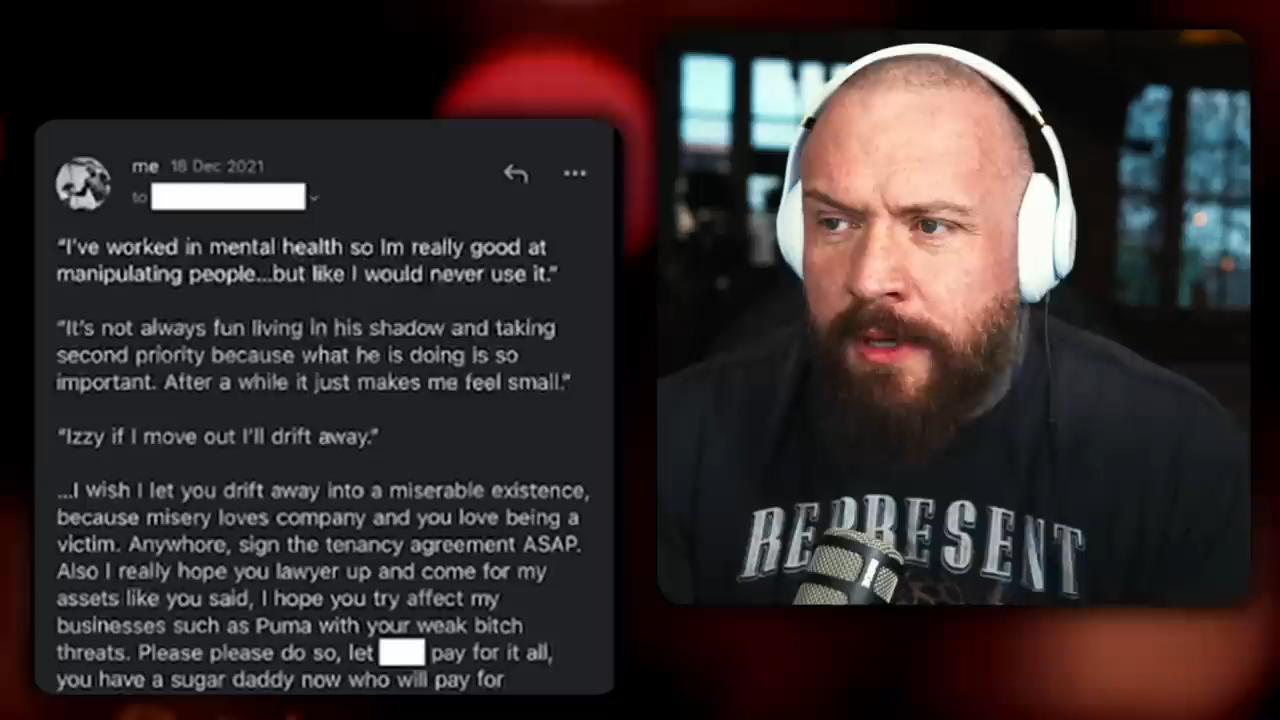 me 18 Dec 2021
to
“I've worked in mental health so Im really good at
manipulating people...but like I would never use it.”
“It's not always fun living in his shadow and taking
second priority because what he is doing is so
important. After a while it just makes me feel small.”
“Izzy if I move out I'll drift away.”
...I wish I let you drift away into a miserable existence,
because misery loves company and you love being a
victim. Anywhore, sign the tenancy agreement ASAP.
Also I really hope you lawyer up and come for my
assets like you said, I hope you try affect my
businesses such as Puma with your weak bitch
threats. Please please do so, let pay for it all,
you have a sugar daddy now who will pay for
REPRESENT